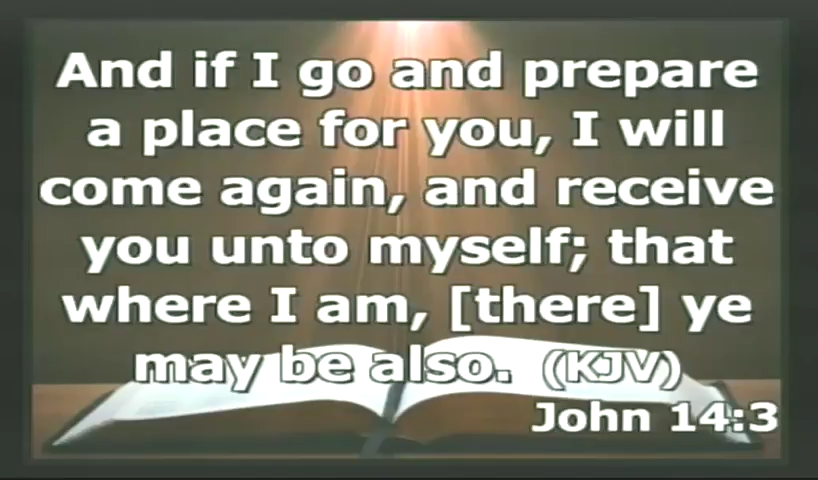 And if I go and prepare
a place for you, I will
come again, and receive
you unto myself; that
where I am, [there] ye
may be also. (KJV)
John 14:3